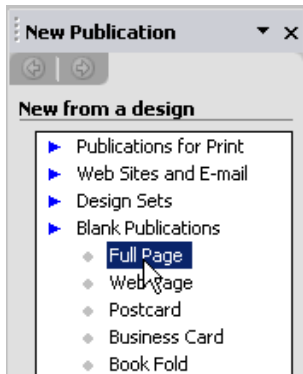 New Publication
New from a design
Publications for Print
Web Sites and E-mail
Design Sets
Blank Publications
Full Page
Web Page
Postcard
Business Card
Book Fold